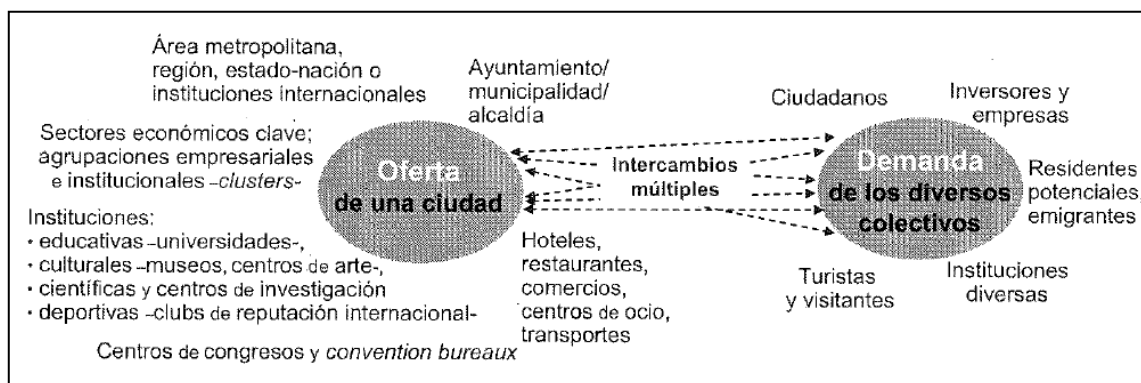 Área metropolitana,
región, estado-nación o
instituciones internacionales
Ayuntamiento/
municipalidad/
alcaldía
Sectores económicos clave;
agrupaciones empresariales
e institucionales –clusters-
Oferta
de una ciudad
Instituciones:
• educativas –universidades-,
• culturales –museos, centros de arte-,
• científicas y centros de investigación
• deportivas –clubs de reputación internacional-
Centros de congresos y convention bureaux
Hoteles,
restaurantes,
comercios,
centros de ocio,
transportes
Intercambios
múltiples
Ciudadanos
Inversores y
empresas
Demanda
de los diversos
colectivos
Residentes
potenciales,
emigrantes
Turistas
y visitantes
Instituciones
diversas